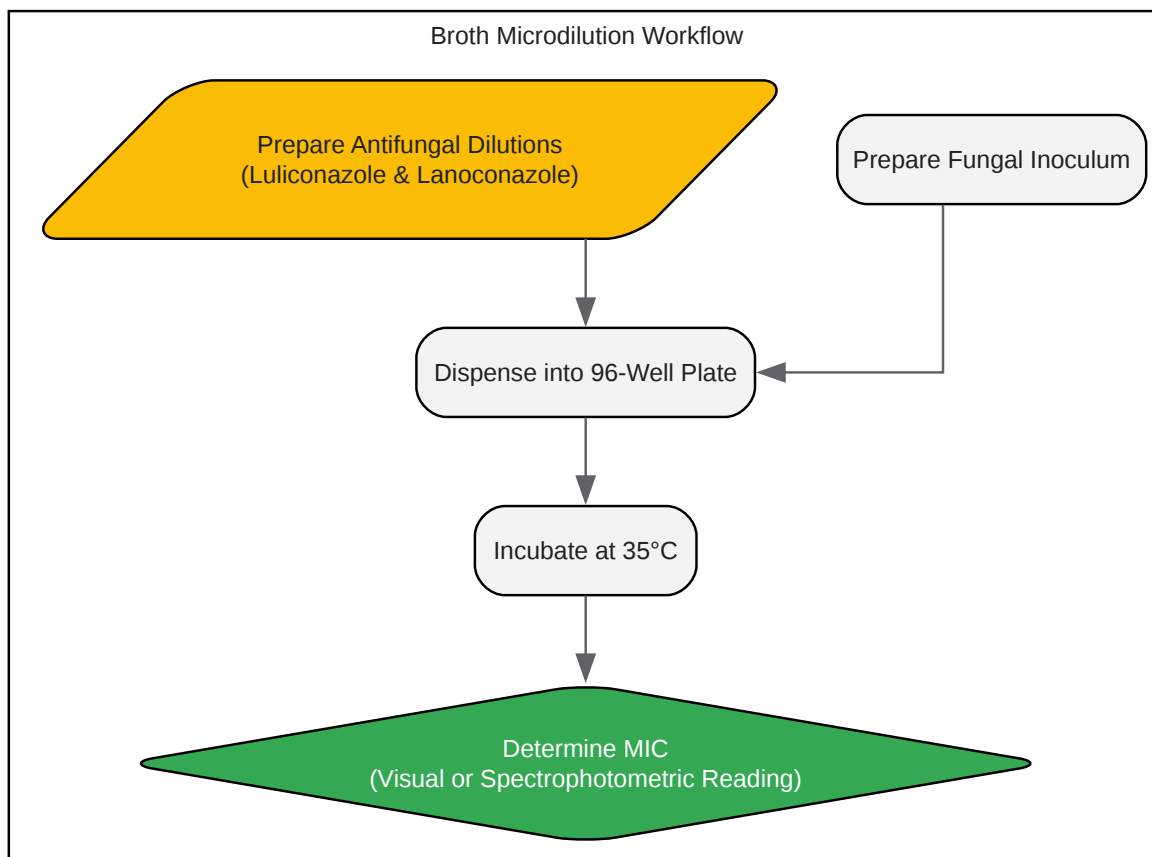 Broth Microdilution Workflow
Prepare Antifungal Dilutions
(Luliconazole & Lanoconazole)
Prepare Fungal Inoculum
Dispense into 96-Well Plate
Incubate at 35°C
Determine MIC
(Visual or Spectrophotometric Reading)